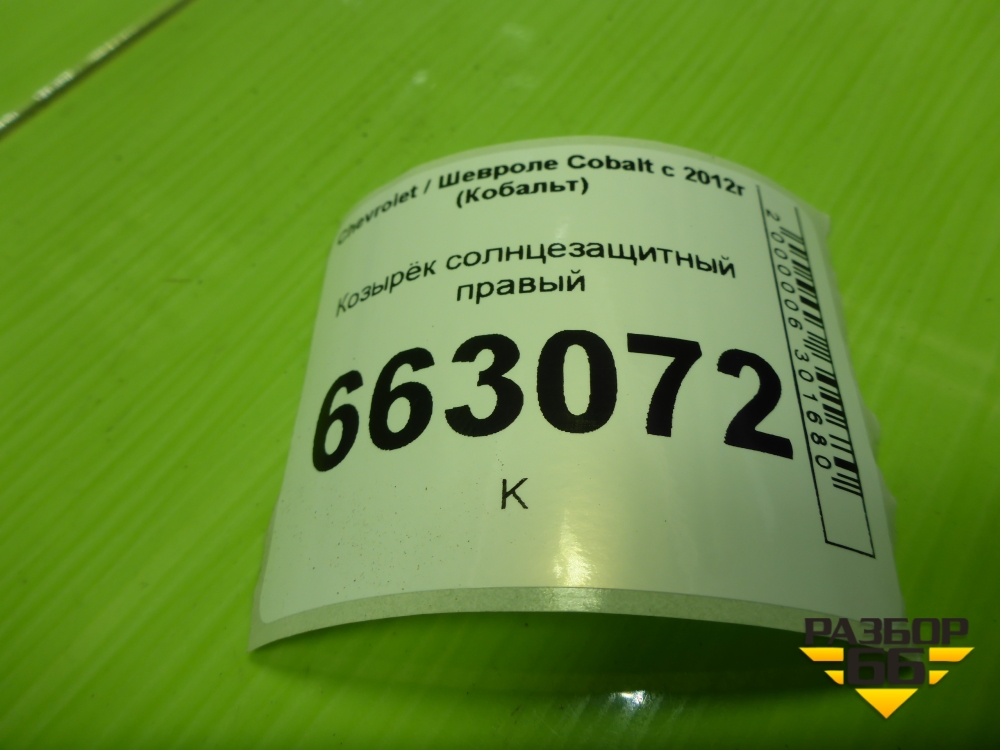 Chevrolet / Шевроле Cobalt с 2012г
(Кобальт)
Козырёк солнцезащитный
правый
663072
К
2000006301680
РАЗБОР
66